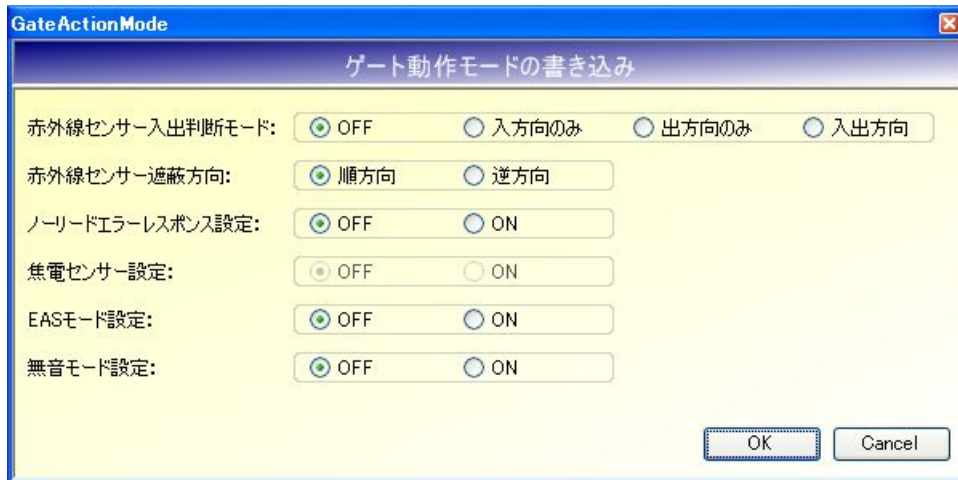 GateActionMode
ゲート動作モードの書き込み
赤外線センサー入出判断モード: OFF 入方向のみ 出方向のみ 入出方向
赤外線センサー遮蔽方向: 順方向 逆方向
ノーリードエラーレスポンス設定: OFF ON
焦電センサー設定: OFF ON
EASモード設定: OFF ON
無音モード設定: OFF ON
OK Cancel